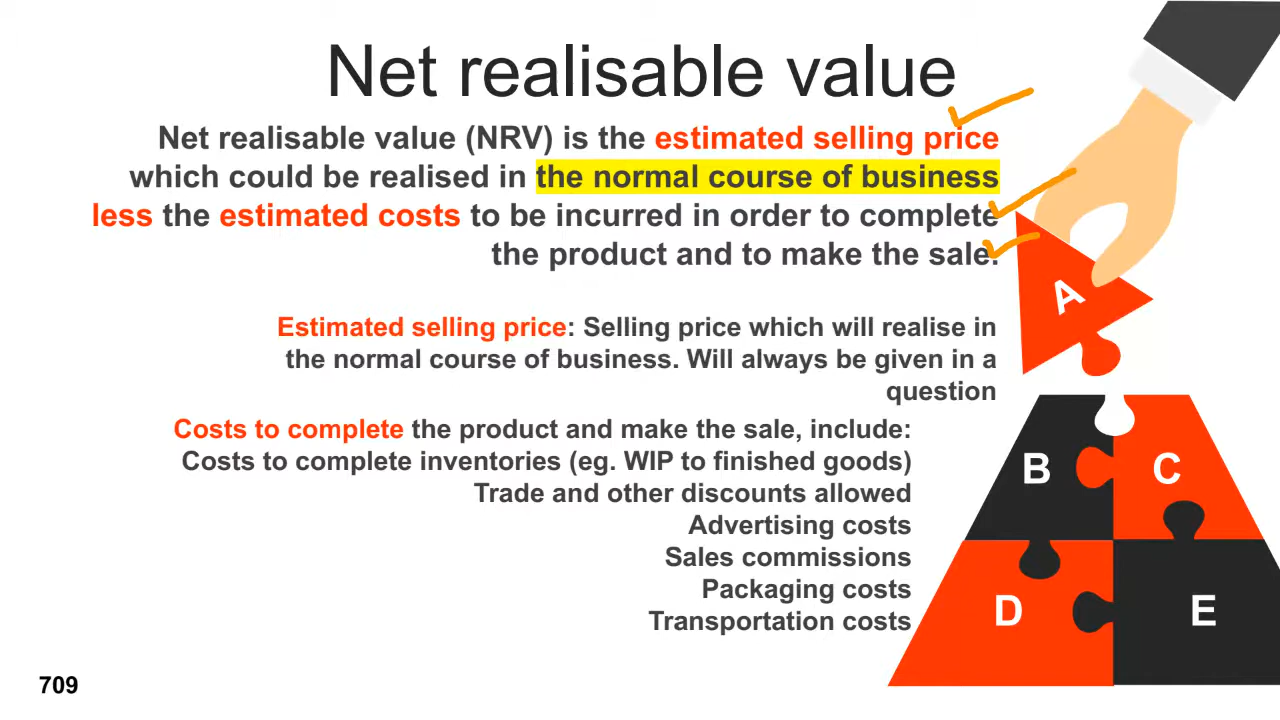 Net realisable value
Net realisable value (NRV) is the estimated selling price
which could be realised in the normal course of business
less the estimated costs to be incurred in order to complete
the product and to make the sale.
Estimated selling price: Selling price which will realise in
the normal course of business. Will always be given in a
question
Costs to complete the product and make the sale, include:
Costs to complete inventories (eg. WIP to finished goods)
Trade and other discounts allowed
Advertising costs
Sales commissions
Packaging costs
Transportation costs
A
B
C
D
E
709